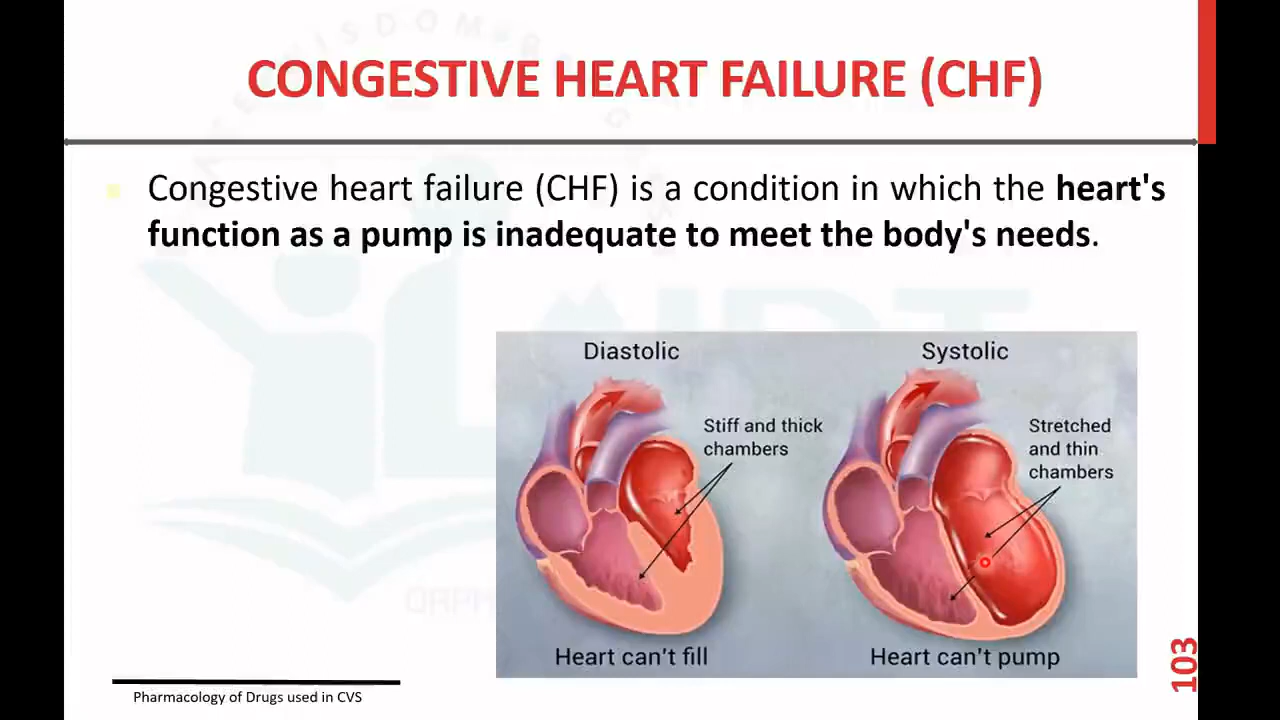 CONGESTIVE HEART FAILURE (CHF)
Congestive heart failure (CHF) is a condition in which the heart's
function as a pump is inadequate to meet the body's needs.
Diastolic
Stiff and thick
chambers
Heart can't fill
Systolic
Stretched
and thin
chambers
Heart can't pump
Pharmacology of Drugs used in CVS
103